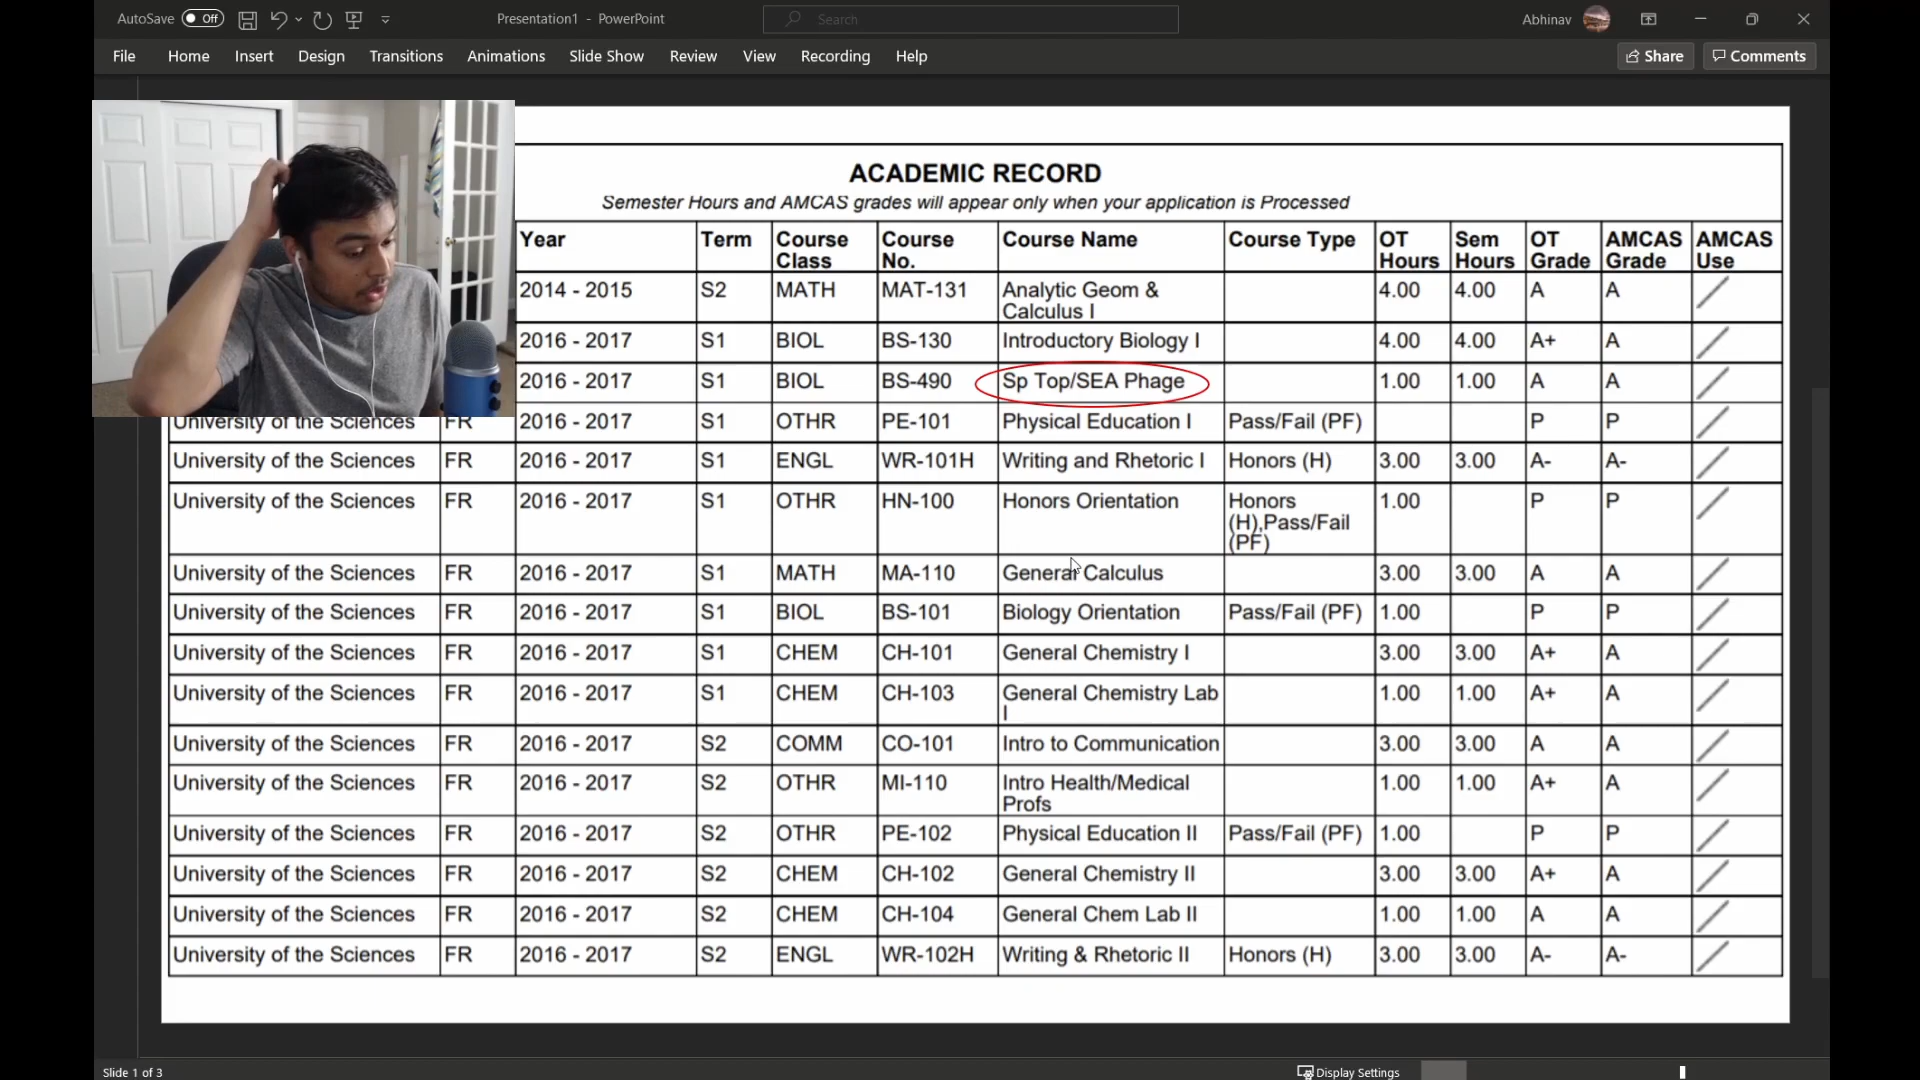 AutoSave Off Presentation1 - PowerPoint Search Abhinav
File Home Insert Design Transitions Animations Slide Show Review View Recording Help Share Comments
ACADEMIC RECORD
Semester Hours and AMCAS grades will appear only when your application is Processed
Year Term Course Class Course No. Course Name Course Type OT Hours Sem Hours OT Grade AMCAS Grade AMCAS Use
2014 - 2015 S2 MATH MAT-131 Analytic Geom & Calculus I 4.00 4.00 A A
2016 - 2017 S1 BIOL BS-130 Introductory Biology I 4.00 4.00 A+ A
2016 - 2017 S1 BIOL BS-490 Sp Top/SEA Phage 1.00 1.00 A A
University of the Sciences FR 2016 - 2017 S1 OTHR PE-101 Physical Education I Pass/Fail (PF) P P
University of the Sciences FR 2016 - 2017 S1 ENGL WR-101H Writing and Rhetoric I Honors (H) 3.00 3.00 A- A-
University of the Sciences FR 2016 - 2017 S1 OTHR HN-100 Honors Orientation Honors (H),Pass/Fail (PF) 1.00 P P
University of the Sciences FR 2016 - 2017 S1 MATH MA-110 General Calculus 3.00 3.00 A A
University of the Sciences FR 2016 - 2017 S1 BIOL BS-101 Biology Orientation Pass/Fail (PF) 1.00 P P
University of the Sciences FR 2016 - 2017 S1 CHEM CH-101 General Chemistry I 3.00 3.00 A+ A
University of the Sciences FR 2016 - 2017 S1 CHEM CH-103 General Chemistry Lab I 1.00 1.00 A+ A
University of the Sciences FR 2016 - 2017 S2 COMM CO-101 Intro to Communication 3.00 3.00 A A
University of the Sciences FR 2016 - 2017 S2 OTHR MI-110 Intro Health/Medical Profs 1.00 1.00 A+ A
University of the Sciences FR 2016 - 2017 S2 OTHR PE-102 Physical Education II Pass/Fail (PF) 1.00 P P
University of the Sciences FR 2016 - 2017 S2 CHEM CH-102 General Chemistry II 3.00 3.00 A+ A
University of the Sciences FR 2016 - 2017 S2 CHEM CH-104 General Chem Lab II 1.00 1.00 A A
University of the Sciences FR 2016 - 2017 S2 ENGL WR-102H Writing & Rhetoric II Honors (H) 3.00 3.00 A- A-
Slide 1 of 3 Display Settings